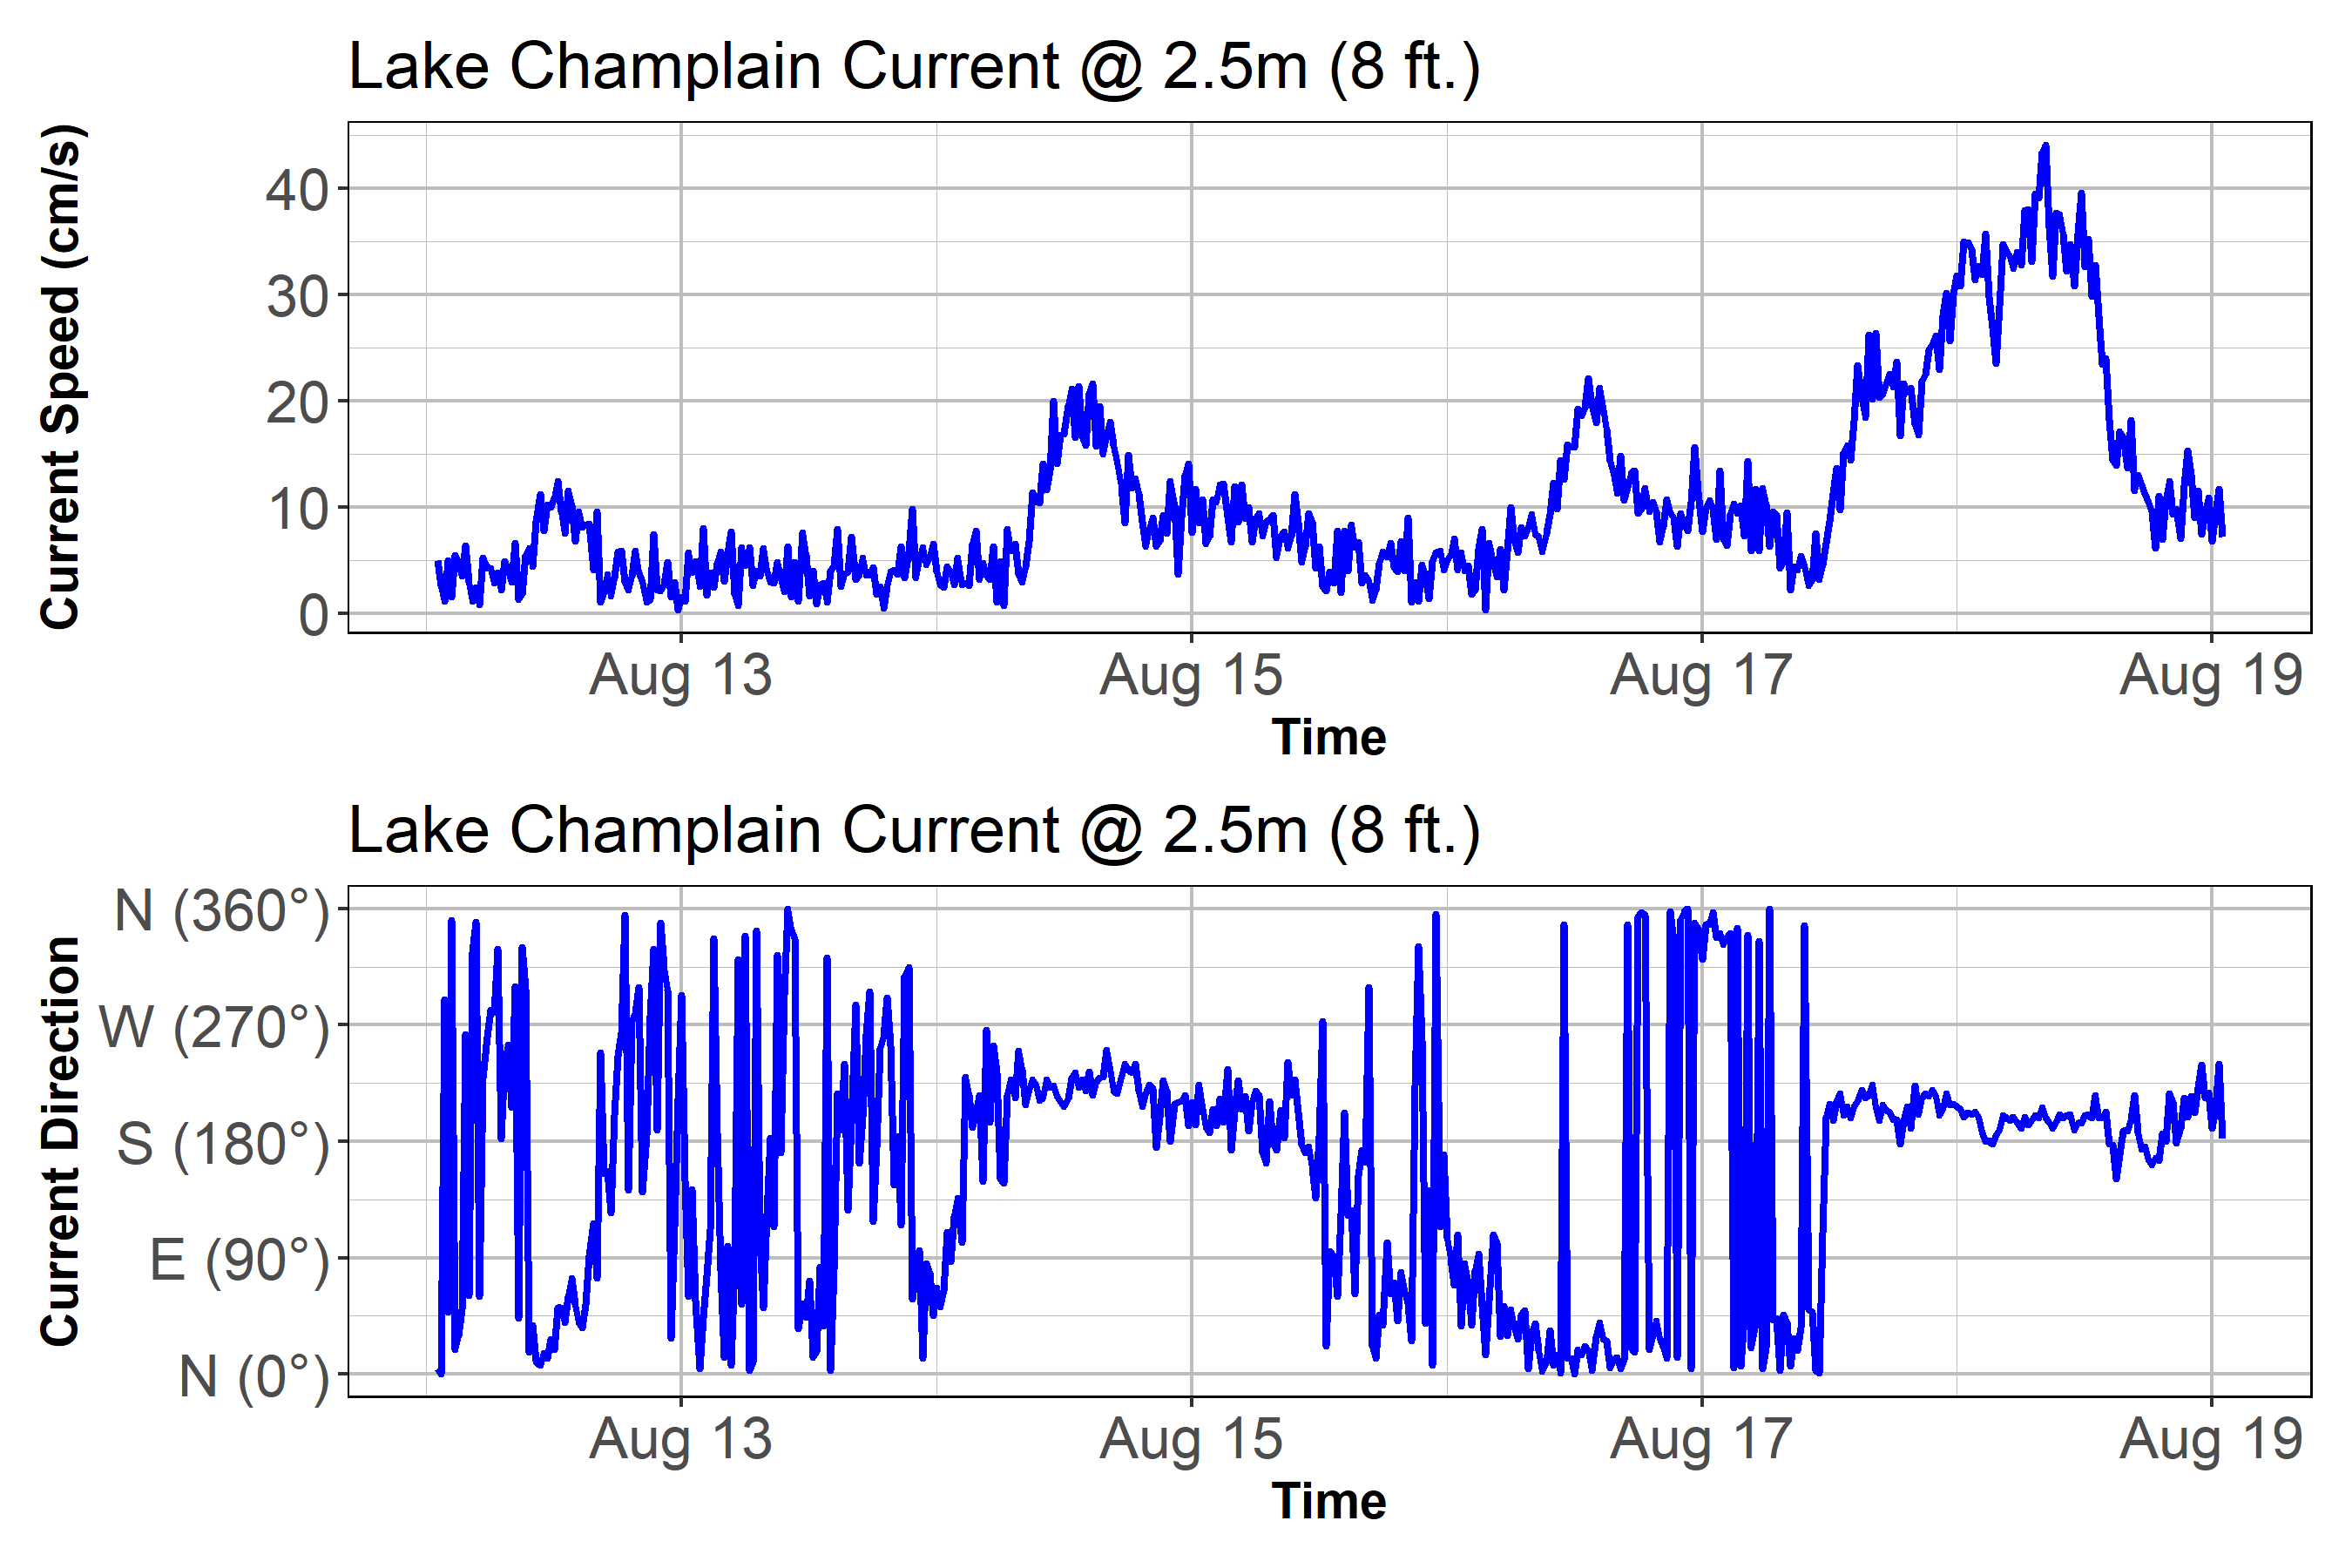 Lake Champlain Current @ 2.5m (8 ft.)
Current Speed (cm/s)
40
30
20
10
0
Aug 13 Aug 15 Aug 17 Aug 19
Time
Lake Champlain Current @ 2.5m (8 ft.)
Current Direction
N (360°)
W (270°)
S (180°)
E (90°)
N (0°)
Aug 13 Aug 15 Aug 17 Aug 19
Time